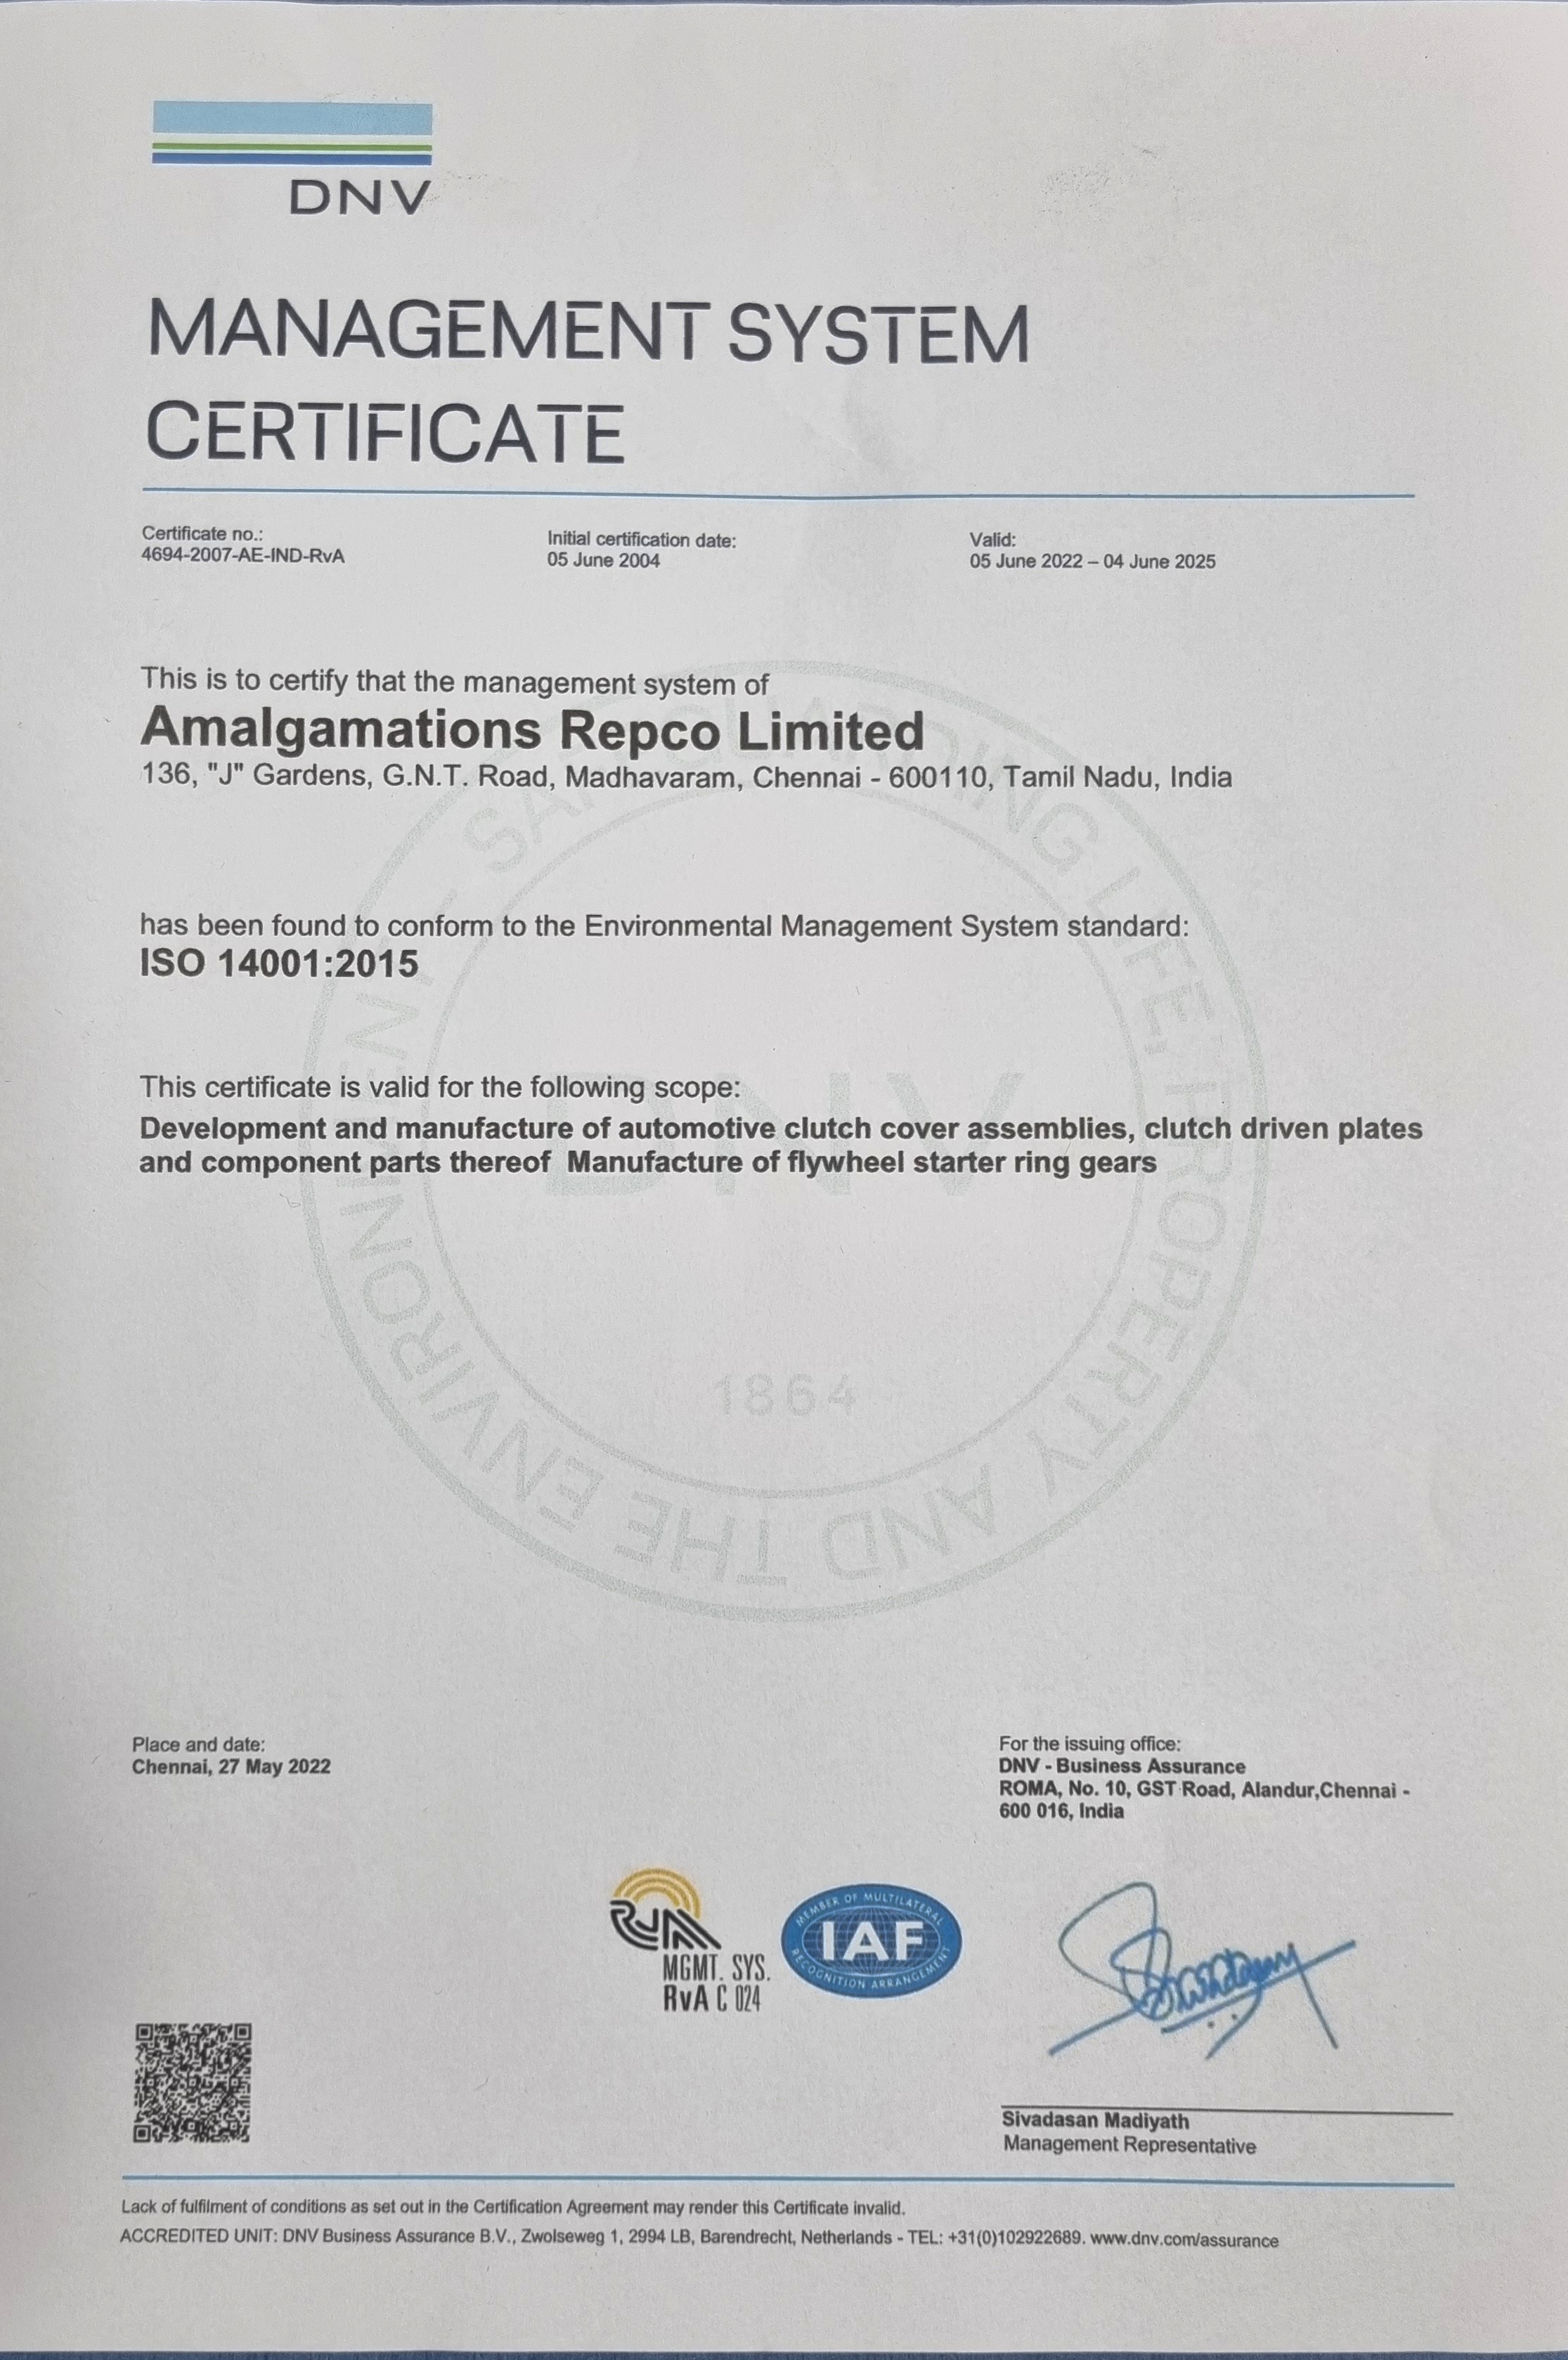 DNV
MANAGEMENT SYSTEM
CERTIFICATE
Certificate no.:
4694-2007-AE-IND-RvA
Initial certification date:
05 June 2004
Valid:
05 June 2022 – 04 June 2025
This is to certify that the management system of
Amalgamations Repco Limited
136, "J" Gardens, G.N.T. Road, Madhavaram, Chennai - 600110, Tamil Nadu, India
has been found to conform to the Environmental Management System standard:
ISO 14001:2015
This certificate is valid for the following scope:
Development and manufacture of automotive clutch cover assemblies, clutch driven plates
and component parts thereof  Manufacture of flywheel starter ring gears
SAFEGUARDING LIFE, PROPERTY AND THE ENVIRONMENT
DNV
1864
Place and date:
Chennai, 27 May 2022
For the issuing office:
DNV - Business Assurance
ROMA, No. 10, GST Road, Alandur,Chennai -
600 016, India
RvA
MGMT. SYS.
RvA C 024
MEMBER OF MULTILATERAL
IAF
RECOGNITION ARRANGEMENT
Sivadasan Madiyath
Management Representative
Lack of fulfilment of conditions as set out in the Certification Agreement may render this Certificate invalid.
ACCREDITED UNIT: DNV Business Assurance B.V., Zwolseweg 1, 2994 LB, Barendrecht, Netherlands - TEL: +31(0)102922689. www.dnv.com/assurance